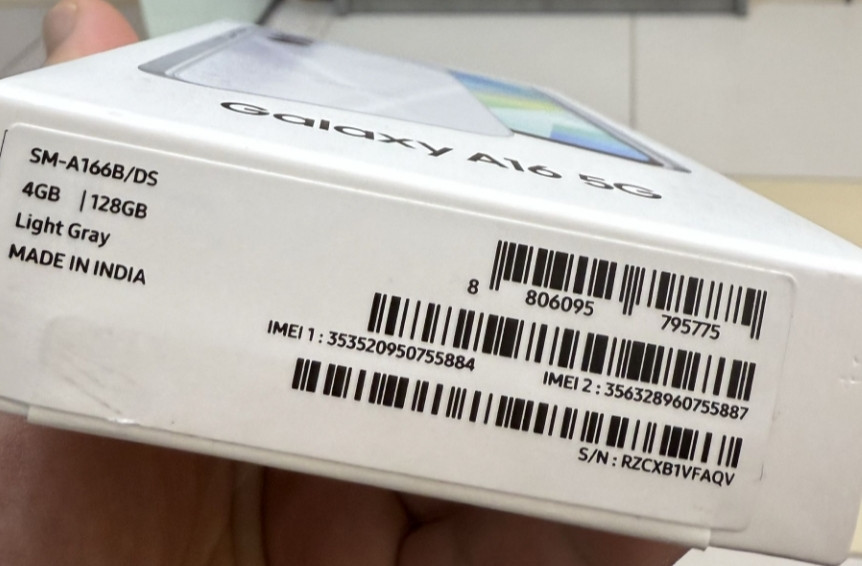 Galaxy A16 5G
SM-A166B/DS
4GB | 128GB
Light Gray
MADE IN INDIA
8 806095 795775
IMEI 1 : 353520950755884
IMEI 2 : 356328960755887
S/N : RZCXB1VFAQV